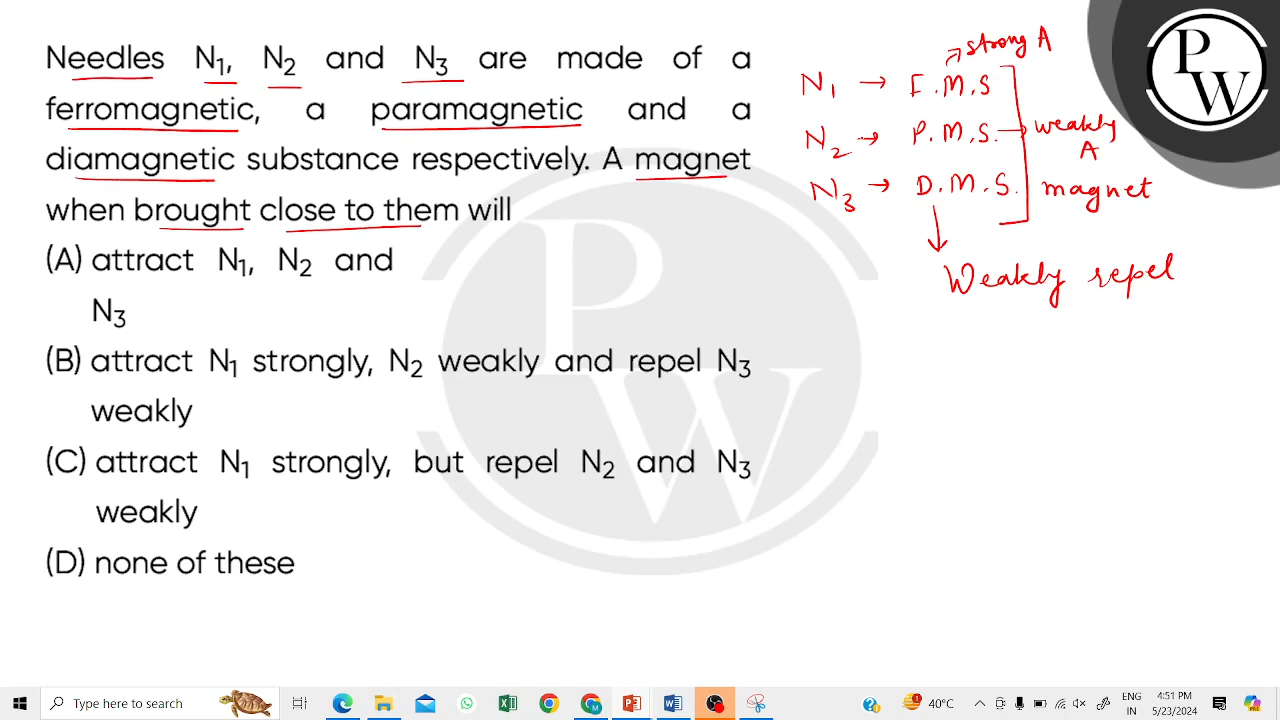 Needles N₁, N₂ and N₃ are made of a
ferromagnetic, a paramagnetic and a
diamagnetic substance respectively. A magnet
when brought close to them will
(A) attract N₁, N₂ and
N₃
(B) attract N₁ strongly, N₂ weakly and repel N₃
weakly
(C) attract N₁ strongly, but repel N₂ and N₃
weakly
(D) none of these
→ strong A
N₁ → F.M.S
N₂ → P.M.S. → weakly
A
N₃ → D.M.S. magnet
Weakly repel
P
W
P
W
Type here to search
40°C
ENG
IN
4:51 PM
5/23/2024